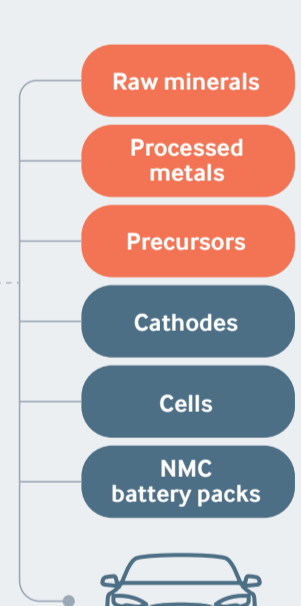 Raw minerals
Processed
metals
Precursors
Cathodes
Cells
NMC
battery packs